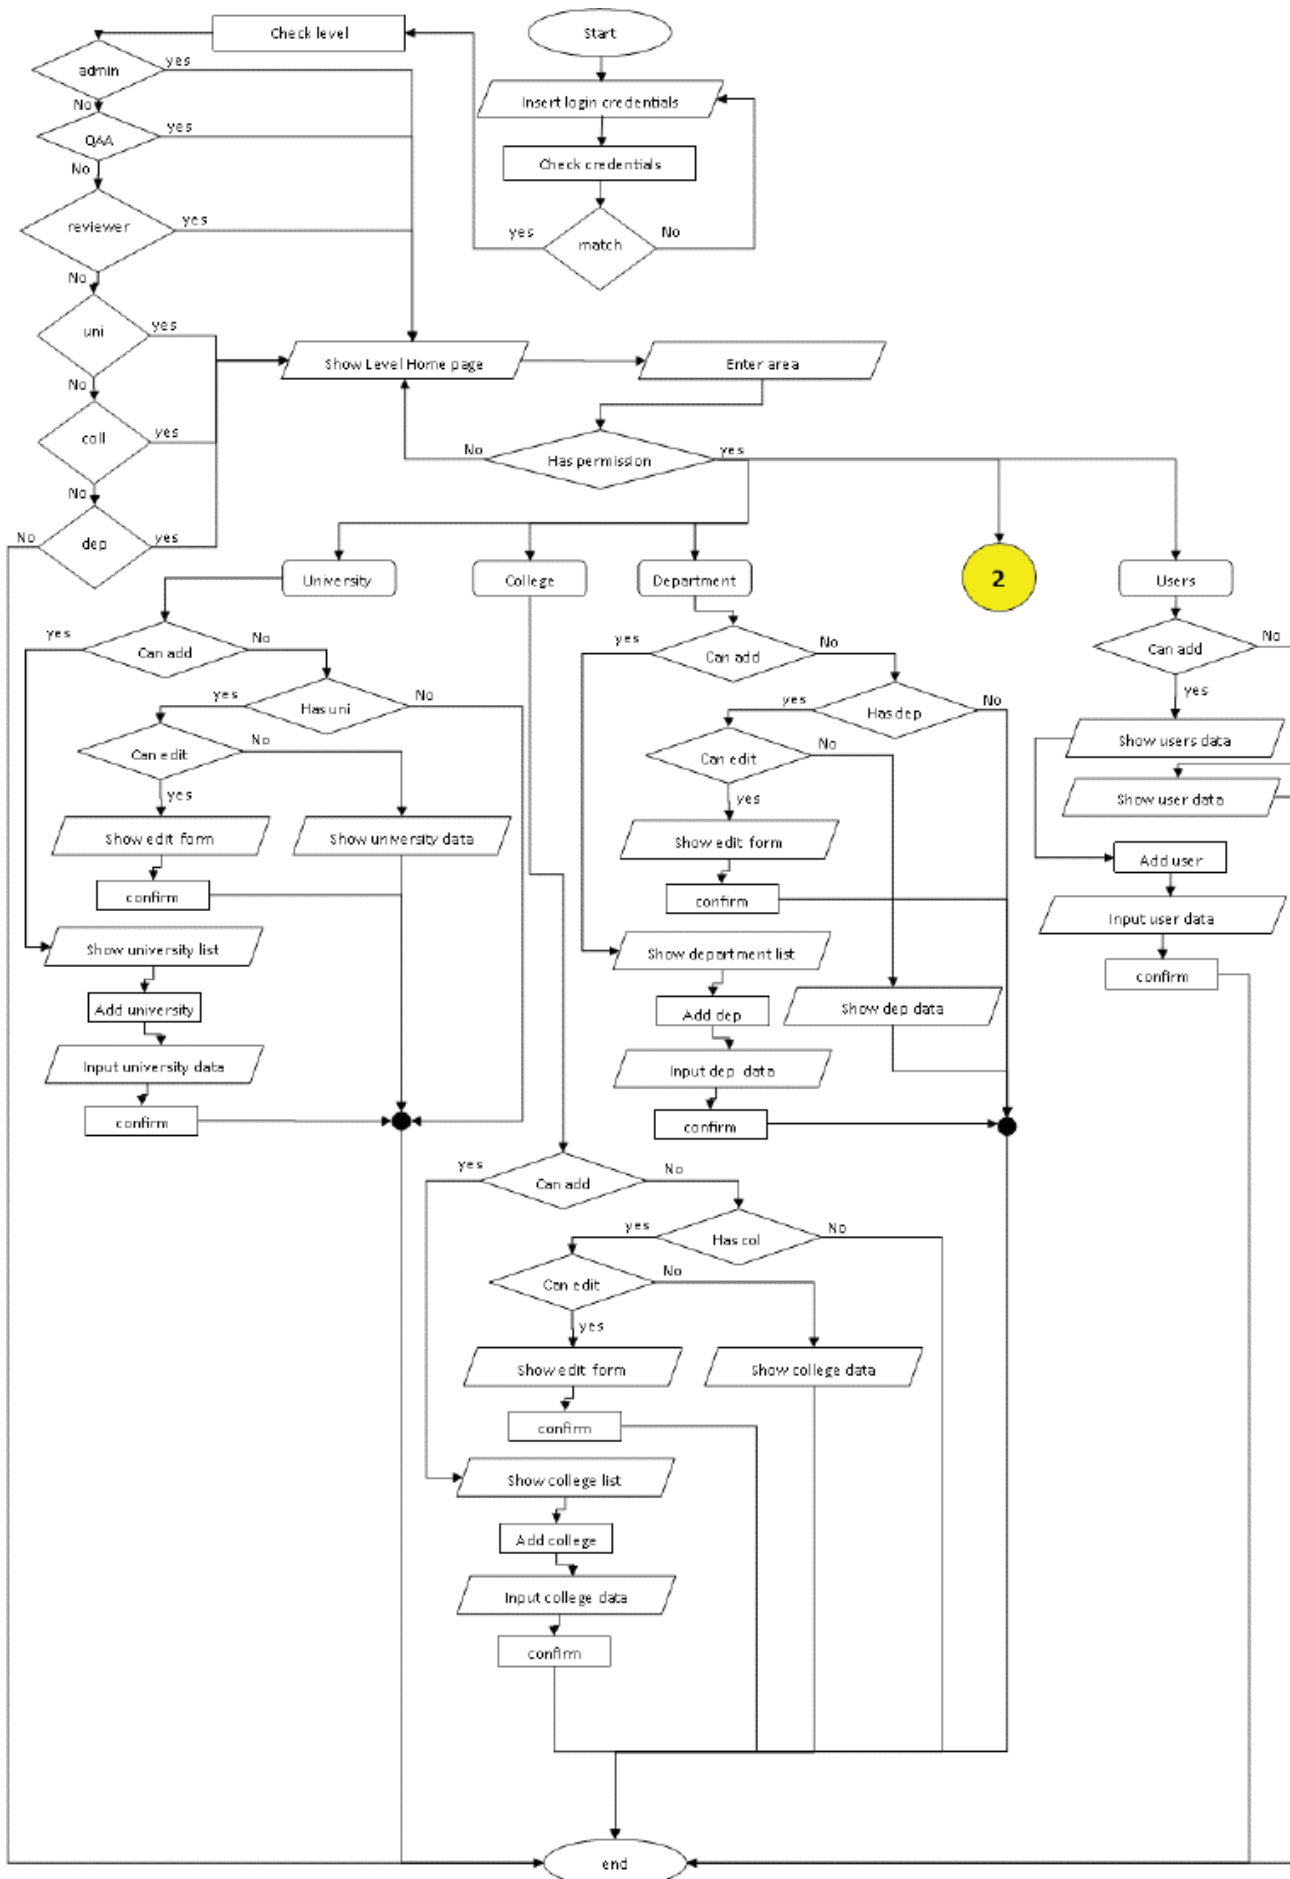 Start
Check level
admin
yes
Insert login credentials
No
QAA
yes
Check credentials
No
reviewer
yes
yes
match
No
No
uni
yes
Show Level Home page
Enter area
No
coll
yes
No
Has permission
yes
No
No
dep
yes
University
College
Department
2
Users
yes
Can add
No
yes
Can add
No
Can add
No
yes
yes
Has uni
No
yes
Has dep
No
Can edit
No
Can edit
No
Show users data
yes
yes
Show user data
Show edit form
Show university data
Show edit form
Add user
confirm
confirm
Input user data
Show university list
Show department list
confirm
Add university
Add dep
Show dep data
Input university data
Input dep data
confirm
confirm
yes
Can add
No
yes
Has col
No
Can edit
No
yes
Show edit form
Show college data
confirm
Show college list
Add college
Input college data
confirm
end